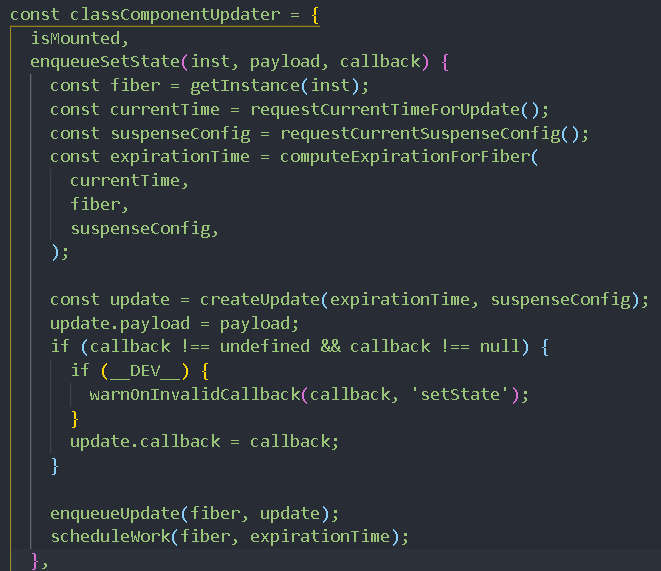 const classComponentUpdater = {
  isMounted,
  enqueueSetState(inst, payload, callback) {
    const fiber = getInstance(inst);
    const currentTime = requestCurrentTimeForUpdate();
    const suspenseConfig = requestCurrentSuspenseConfig();
    const expirationTime = computeExpirationForFiber(
      currentTime,
      fiber,
      suspenseConfig,
    );

    const update = createUpdate(expirationTime, suspenseConfig);
    update.payload = payload;
    if (callback !== undefined && callback !== null) {
      if (__DEV__) {
        warnOnInvalidCallback(callback, 'setState');
      }
      update.callback = callback;
    }

    enqueueUpdate(fiber, update);
    scheduleWork(fiber, expirationTime);
  },